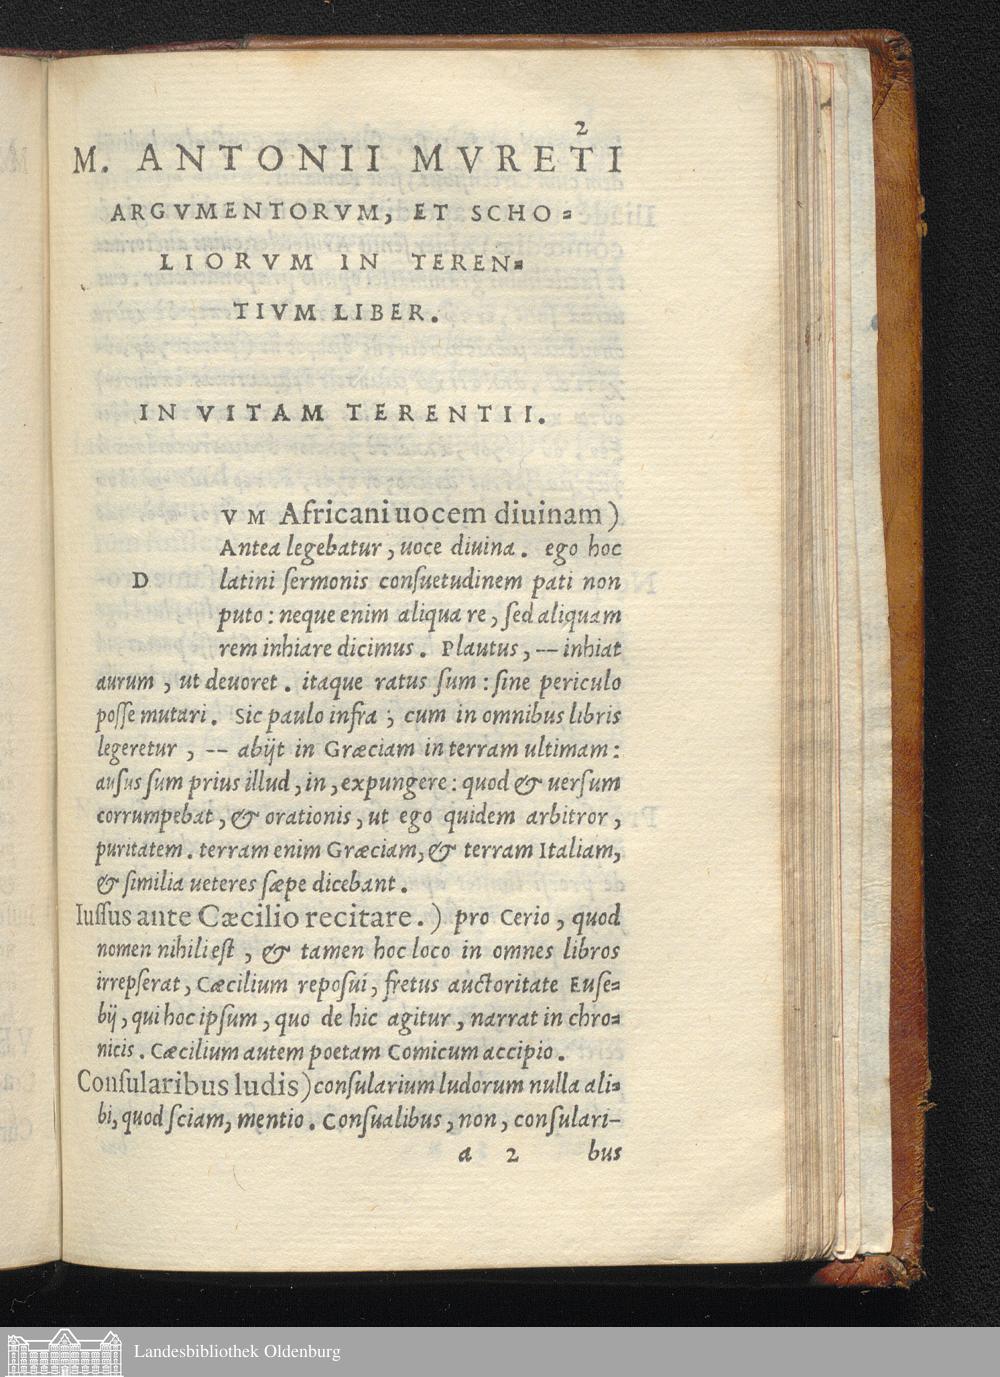 2
M. ANTONII MVRETI
ARGVMENTORVM, ET SCHO-
LIORVM IN TEREN-
TIVM LIBER.
IN VITAM TERENTII.
VM Africani uocem diuinam)
Antea legebatur, uoce diuina. ego hoc
D latini ſermonis conſuetudinem pati non
puto: neque enim aliqua re, ſed aliquam
rem inhiare dicimus. Plautus, -- inhiat
aurum, ut deuoret. itaque ratus ſum: ſine periculo
poſſe mutari. Sic paulo infra; cum in omnibus libris
legeretur, -- abijt in Græciam in terram ultimam:
auſus ſum prius illud, in, expungere: quod & uerſum
corrumpebat, & orationis, ut ego quidem arbitror,
puritatem. terram enim Græciam, & terram Italiam,
& ſimilia ueteres ſæpe dicebant.
Iuſſus ante Cæcilio recitare.) pro Cerio, quod
nomen nihili eſt, & tamen hoc loco in omnes libros
irrepſerat, Cæcilium repoſui, fretus auctoritate Euſe-
bij, qui hoc ipſum, quo de hic agitur, narrat in chro-
nicis. Cæcilium autem poetam Comicum accipio.
Conſularibus ludis) conſularium ludorum nulla ali-
bi, quod ſciam, mentio. Conſualibus, non, conſulari-
a 2 bus
Landesbibliothek Oldenburg